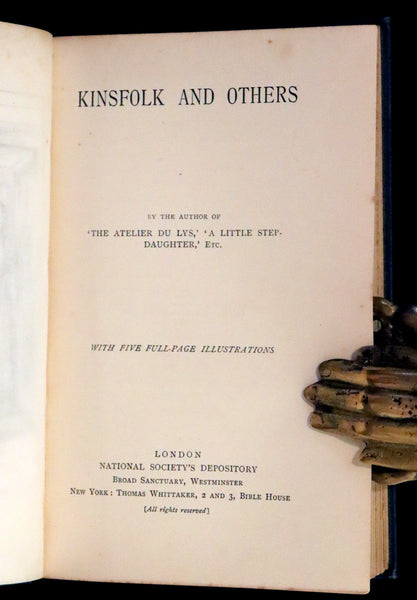 KINSFOLK AND OTHERS
BY THE AUTHOR OF
'THE ATELIER DU LYS,' 'A LITTLE STEP-
DAUGHTER,' ETC.
WITH FIVE FULL-PAGE ILLUSTRATIONS
LONDON
NATIONAL SOCIETY'S DEPOSITORY
BROAD SANCTUARY, WESTMINSTER
NEW YORK: THOMAS WHITTAKER, 2 AND 3, BIBLE HOUSE
[All rights reserved]